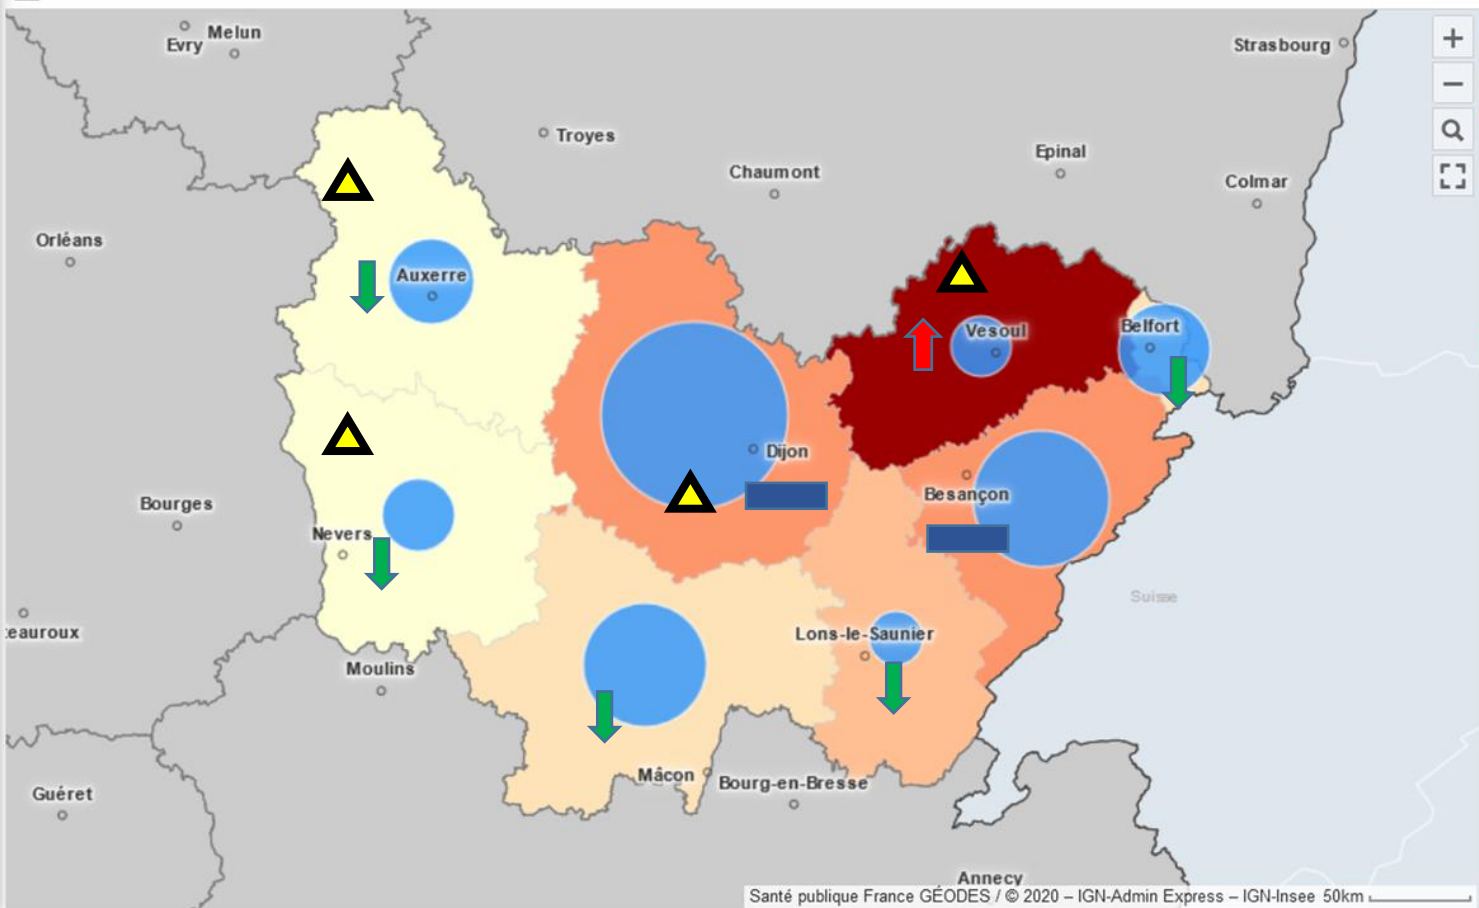 Evry
Melun
Strasbourg
Troyes
Epinal
Chaumont
Colmar
Orléans
Auxerre
Vesoul
Belfort
Dijon
Besançon
Bourges
Nevers
Suisse
teauroux
Lons-le-Saunier
Moulins
Mâcon
Bourg-en-Bresse
Guéret
Annecy
Santé publique France GÉODES / © 2020 – IGN-Admin Express – IGN-Insee 50km